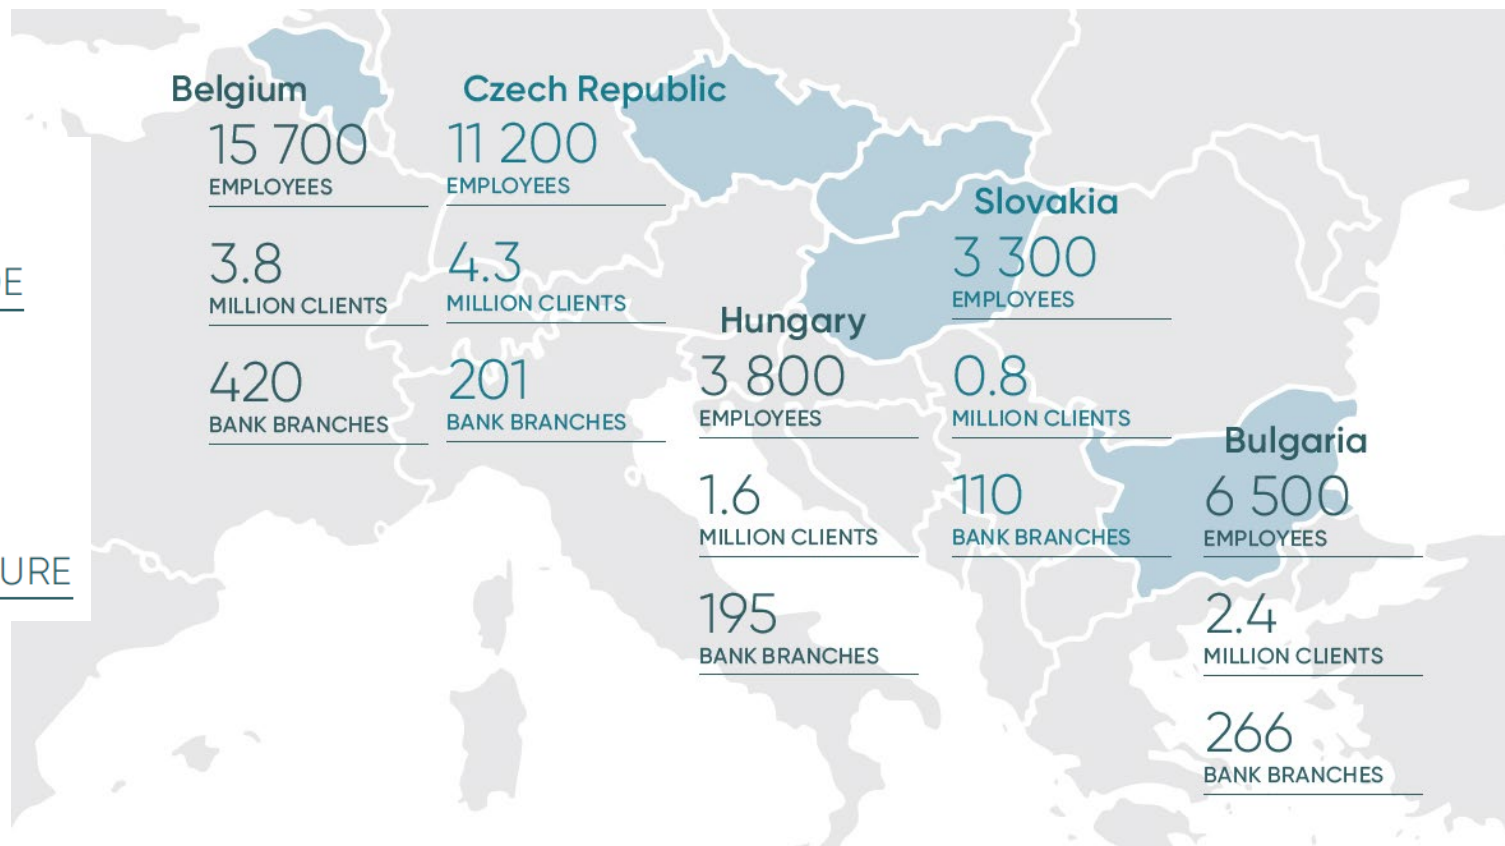 Belgium
15 700
EMPLOYEES
3.8
MILLION CLIENTS
420
BANK BRANCHES
Czech Republic
11 200
EMPLOYEES
4.3
MILLION CLIENTS
201
BANK BRANCHES
Hungary
3 800
EMPLOYEES
1.6
MILLION CLIENTS
195
BANK BRANCHES
Slovakia
3 300
EMPLOYEES
0.8
MILLION CLIENTS
110
BANK BRANCHES
Bulgaria
6 500
EMPLOYEES
2.4
MILLION CLIENTS
266
BANK BRANCHES